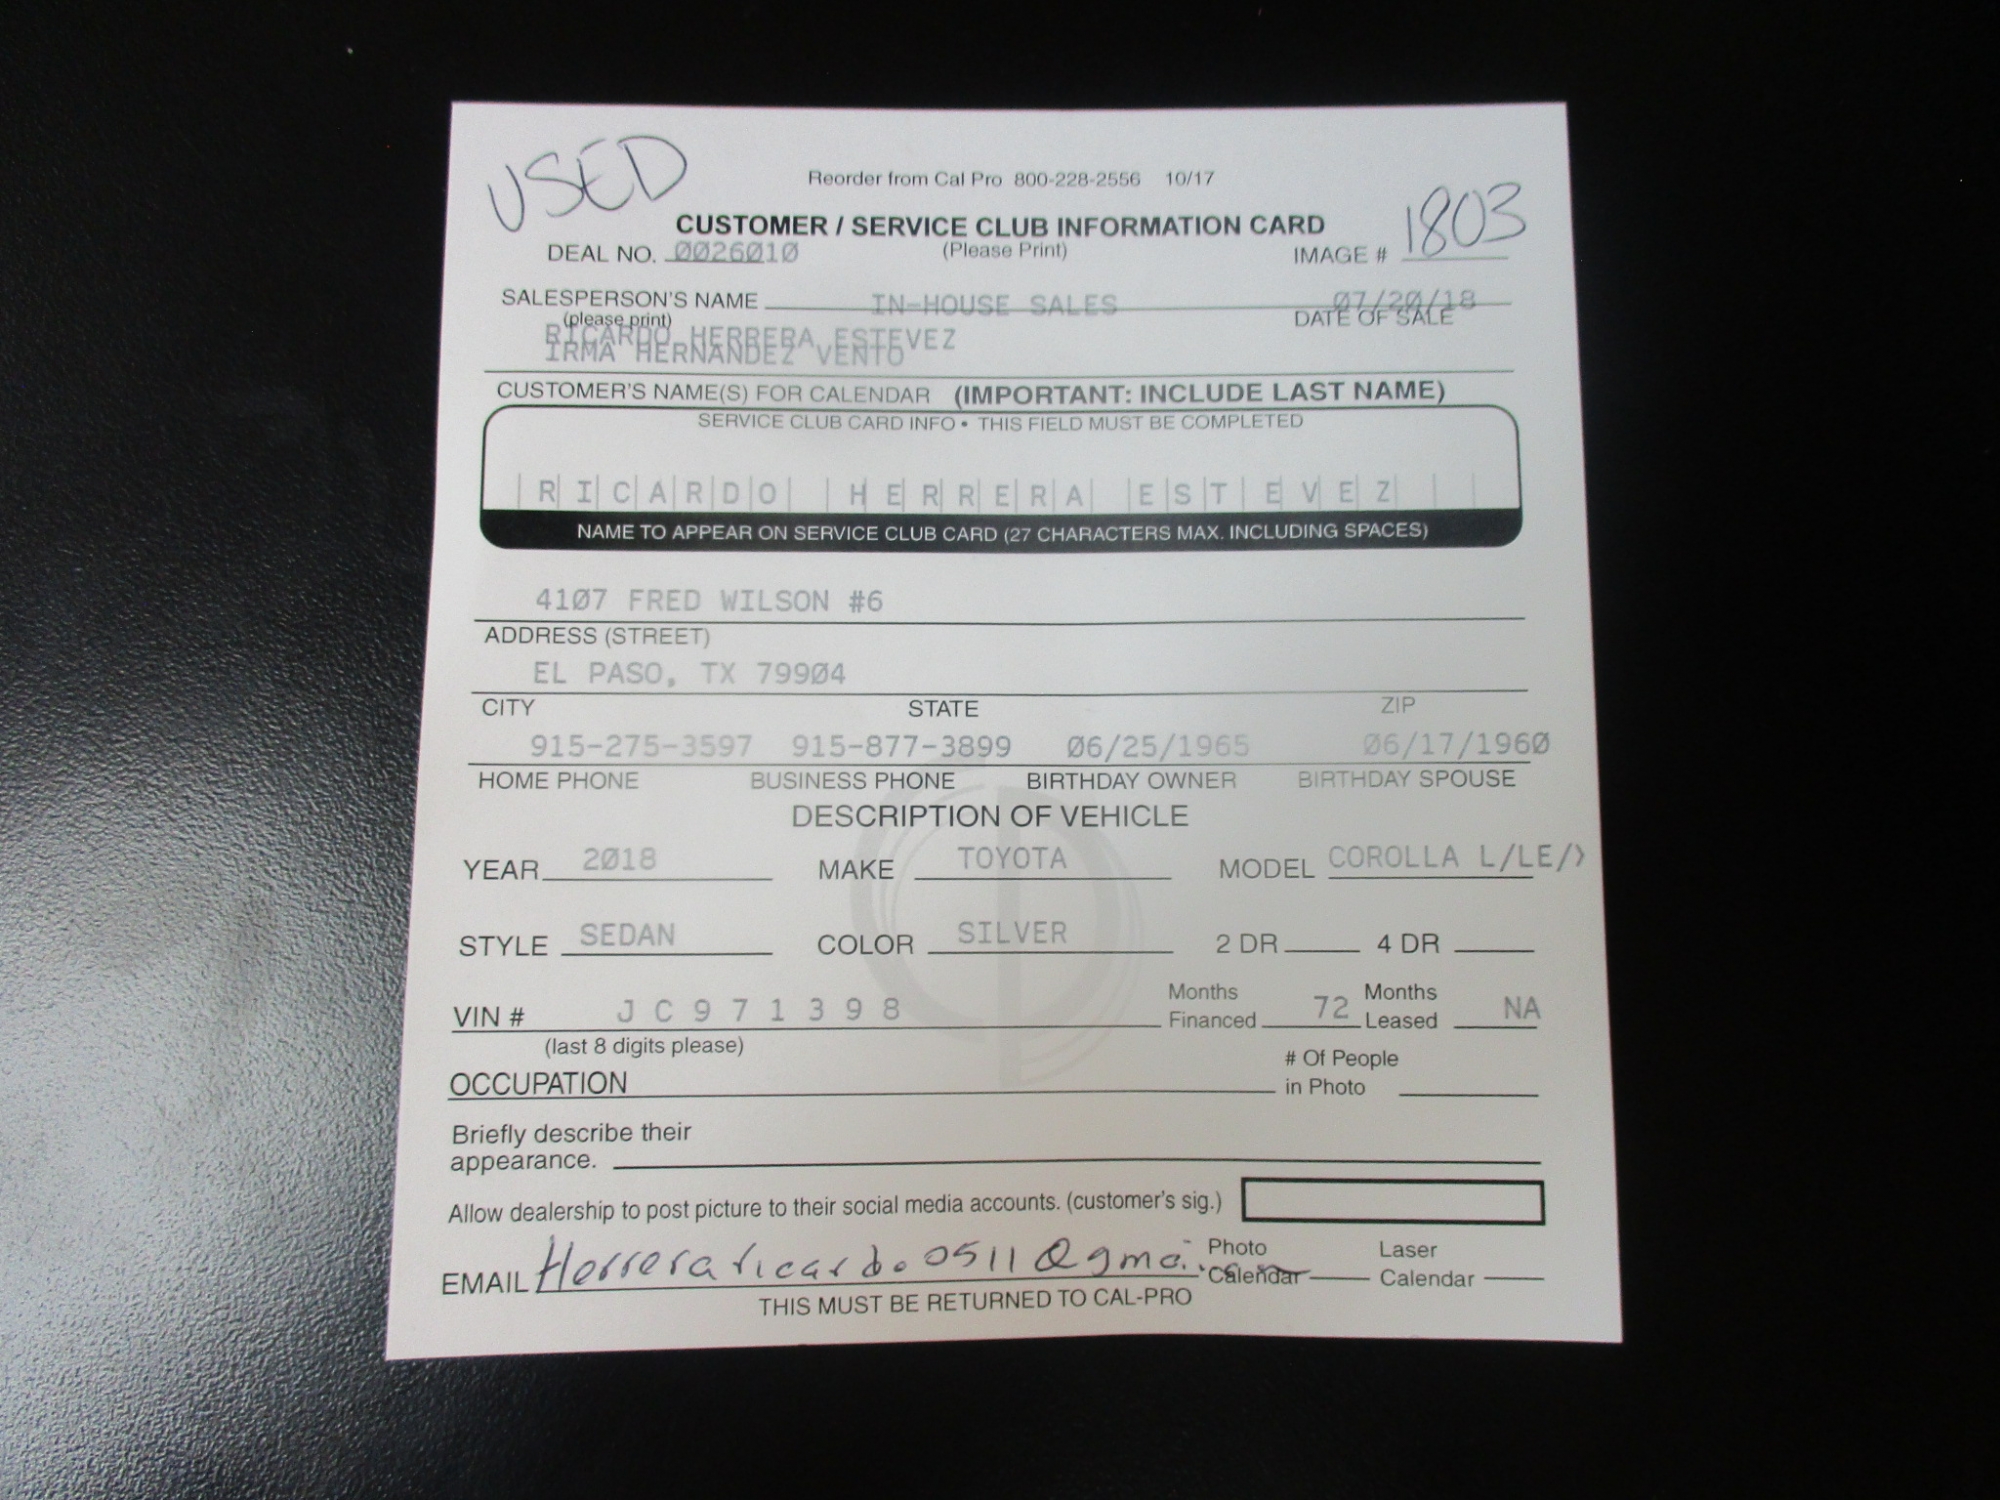 USED
Reorder from Cal Pro 800-228-2556 10/17
1803
CUSTOMER / SERVICE CLUB INFORMATION CARD
DEAL NO. 0026010 (Please Print) IMAGE #
SALESPERSON'S NAME IN-HOUSE SALES 07/20/18
(please print) DATE OF SALE
RICARDO HERRERA ESTEVEZ
IRMA HERNANDEZ VENTO
CUSTOMER'S NAME(S) FOR CALENDAR (IMPORTANT: INCLUDE LAST NAME)
SERVICE CLUB CARD INFO • THIS FIELD MUST BE COMPLETED
RICARDO HERRERA ESTEVEZ
NAME TO APPEAR ON SERVICE CLUB CARD (27 CHARACTERS MAX. INCLUDING SPACES)
4107 FRED WILSON #6
ADDRESS (STREET)
EL PASO, TX 79904
CITY STATE ZIP
915-275-3597 915-877-3899 06/25/1965 06/17/1960
HOME PHONE BUSINESS PHONE BIRTHDAY OWNER BIRTHDAY SPOUSE
DESCRIPTION OF VEHICLE
YEAR 2018 MAKE TOYOTA MODEL COROLLA L/LE/
STYLE SEDAN COLOR SILVER 2 DR 4 DR
VIN # JC971398 Months Financed 72 Months Leased NA
(last 8 digits please)
OCCUPATION # Of People in Photo
Briefly describe their
appearance.
Allow dealership to post picture to their social media accounts. (customer's sig.)
EMAIL Herreraricardo0511@gmai Photo Calendar Laser Calendar
THIS MUST BE RETURNED TO CAL-PRO